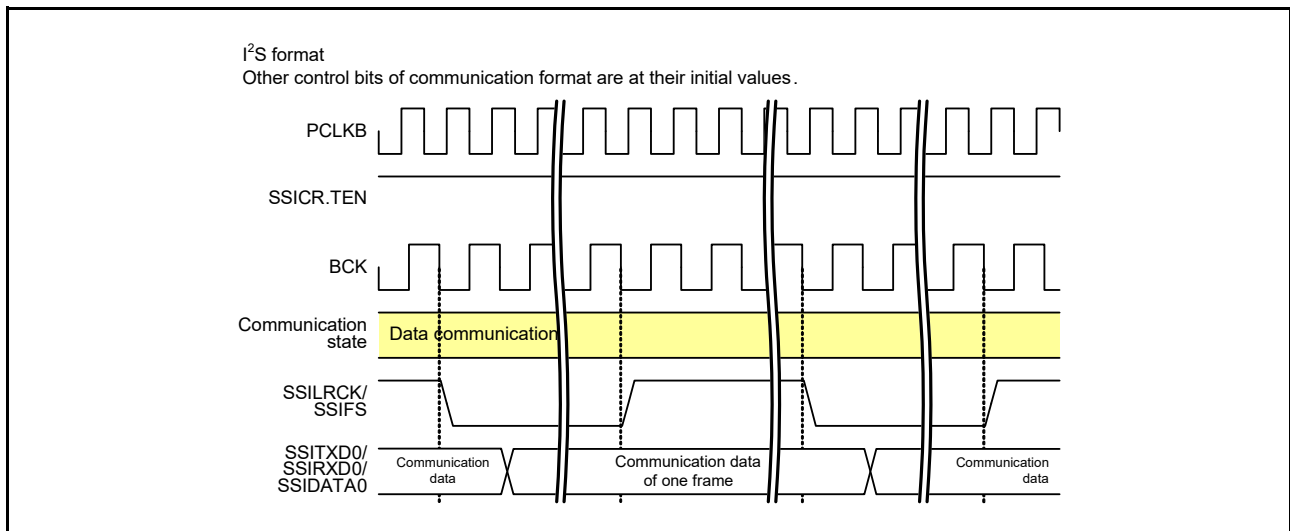 I²S format
Other control bits of communication format are at their initial values.
PCLKB
SSICR.TEN
BCK
Communication
state
Data communication
SSILRCK/
SSIFS
SSITXD0/
SSIRXD0/
SSIDATA0
Communication
data
Communication data
of one frame
Communication
data